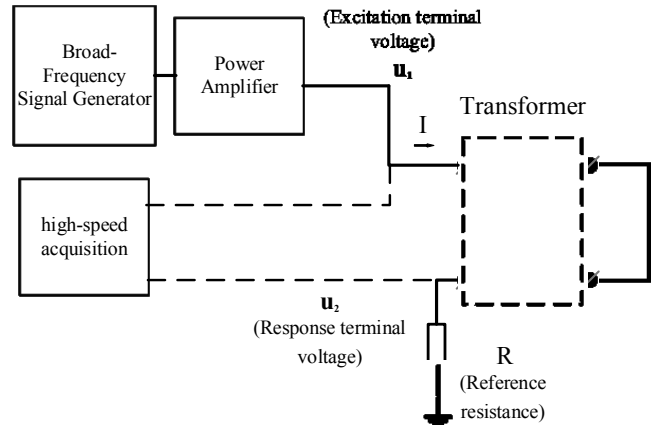 Broad-
Frequency
Signal Generator
Power
Amplifier
(Excitation terminal
voltage)
u₁
I
Transformer
high-speed
acquisition
u₂
(Response terminal
voltage)
R
(Reference
resistance)